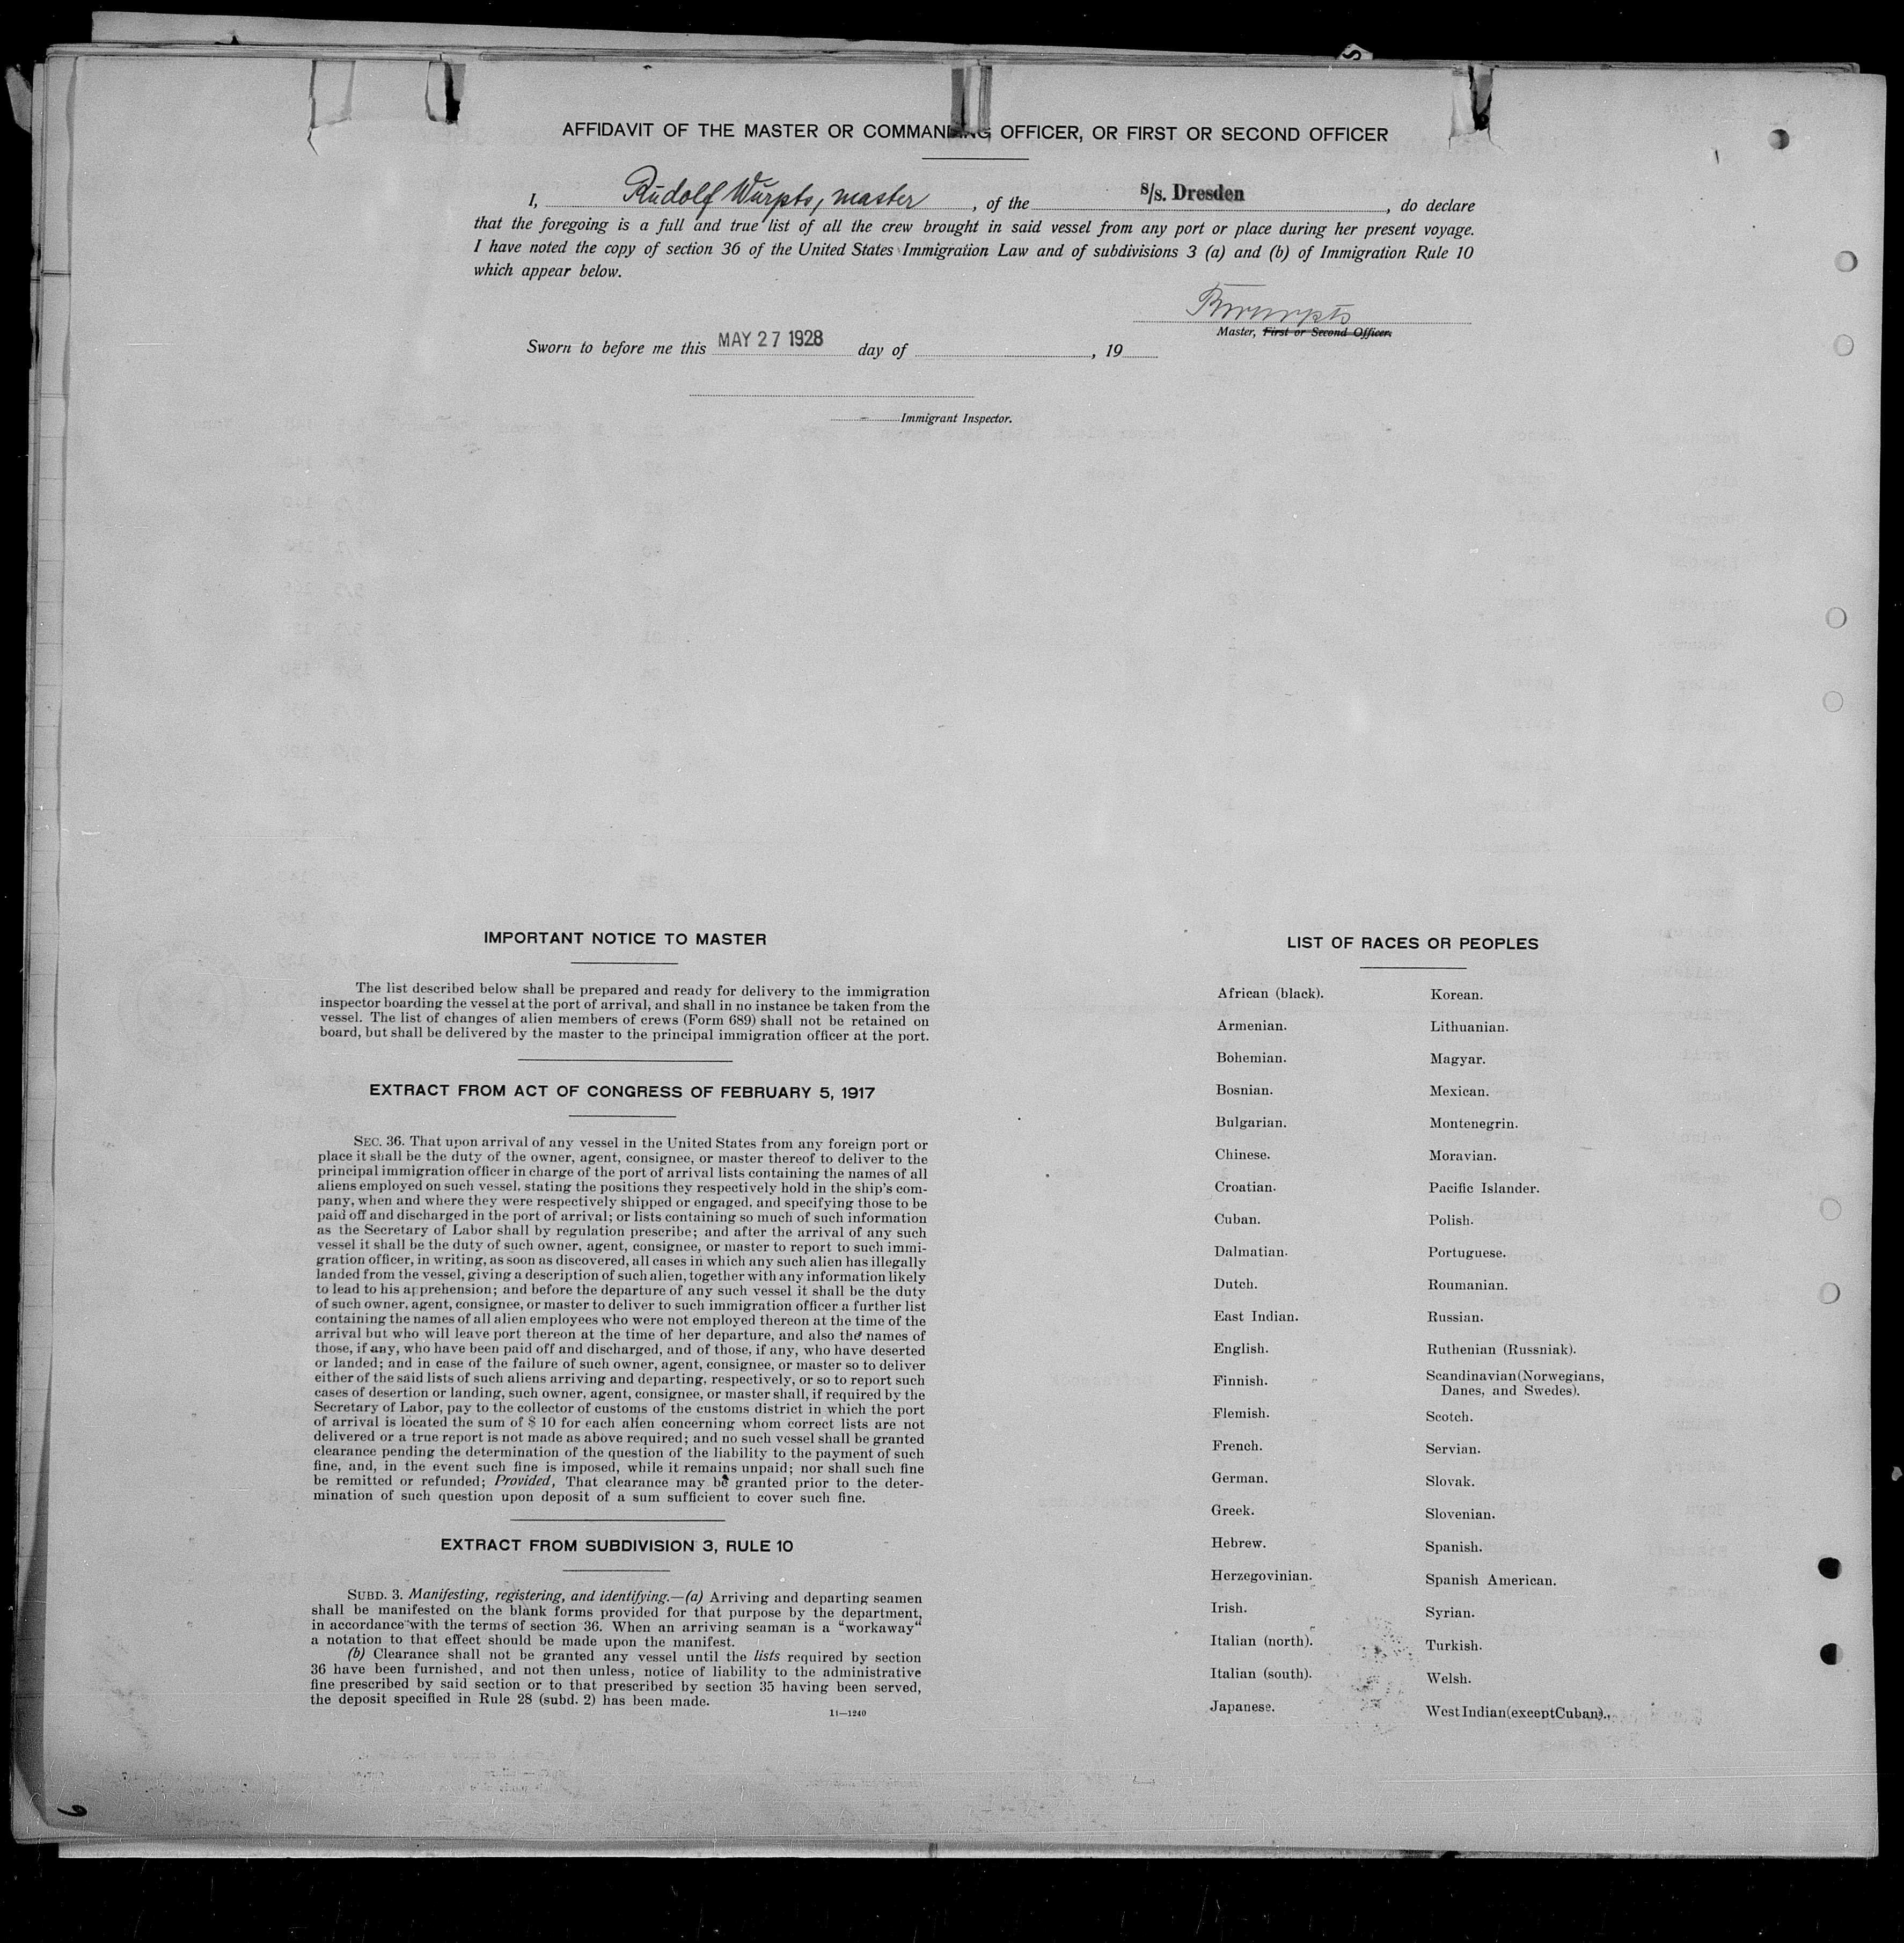 AFFIDAVIT OF THE MASTER OR COMMANDING OFFICER, OR FIRST OR SECOND OFFICER
I, Rudolf Wurpts, master, of the S/s. Dresden, do declare
that the foregoing is a full and true list of all the crew brought in said vessel from any port or place during her present voyage.
I have noted the copy of section 36 of the United States Immigration Law and of subdivisions 3 (a) and (b) of Immigration Rule 10
which appear below.
RWurpts
Master, First or Second Officer.
Sworn to before me this MAY 27 1928 day of , 19
Immigrant Inspector.
IMPORTANT NOTICE TO MASTER
The list described below shall be prepared and ready for delivery to the immigration
inspector boarding the vessel at the port of arrival, and shall in no instance be taken from the
vessel. The list of changes of alien members of crews (Form 689) shall not be retained on
board, but shall be delivered by the master to the principal immigration officer at the port.
EXTRACT FROM ACT OF CONGRESS OF FEBRUARY 5, 1917
SEC. 36. That upon arrival of any vessel in the United States from any foreign port or
place it shall be the duty of the owner, agent, consignee, or master thereof to deliver to the
principal immigration officer in charge of the port of arrival lists containing the names of all
aliens employed on such vessel, stating the positions they respectively hold in the ship's com-
pany, when and where they were respectively shipped or engaged, and specifying those to be
paid off and discharged in the port of arrival; or lists containing so much of such information
as the Secretary of Labor shall by regulation prescribe; and after the arrival of any such
vessel it shall be the duty of such owner, agent, consignee, or master to report to such immi-
gration officer, in writing, as soon as discovered, all cases in which any such alien has illegally
landed from the vessel, giving a description of such alien, together with any information likely
to lead to his apprehension; and before the departure of any such vessel it shall be the duty
of such owner, agent, consignee, or master to deliver to such immigration officer a further list
containing the names of all alien employees who were not employed thereon at the time of the
arrival but who will leave port thereon at the time of her departure, and also the names of
those, if any, who have been paid off and discharged, and of those, if any, who have deserted
or landed; and in case of the failure of such owner, agent, consignee, or master so to deliver
either of the said lists of such aliens arriving and departing, respectively, or so to report such
cases of desertion or landing, such owner, agent, consignee, or master shall, if required by the
Secretary of Labor, pay to the collector of customs of the customs district in which the port
of arrival is located the sum of $ 10 for each alien concerning whom correct lists are not
delivered or a true report is not made as above required; and no such vessel shall be granted
clearance pending the determination of the question of the liability to the payment of such
fine, and, in the event such fine is imposed, while it remains unpaid; nor shall such fine
be remitted or refunded; Provided, That clearance may be granted prior to the deter-
mination of such question upon deposit of a sum sufficient to cover such fine.
EXTRACT FROM SUBDIVISION 3, RULE 10
SUBD. 3. Manifesting, registering, and identifying.—(a) Arriving and departing seamen
shall be manifested on the blank forms provided for that purpose by the department,
in accordance with the terms of section 36. When an arriving seaman is a “workaway“
a notation to that effect should be made upon the manifest.
(b) Clearance shall not be granted any vessel until the lists required by section
36 have been furnished, and not then unless, notice of liability to the administrative
fine prescribed by said section or to that prescribed by section 35 having been served,
the deposit specified in Rule 28 (subd. 2) has been made.
11—1240
LIST OF RACES OR PEOPLES
African (black).
Armenian.
Bohemian.
Bosnian.
Bulgarian.
Chinese.
Croatian.
Cuban.
Dalmatian.
Dutch.
East Indian.
English.
Finnish.
Flemish.
French.
German.
Greek.
Hebrew.
Herzegovinian.
Irish.
Italian (north).
Italian (south).
Japanese.
Korean.
Lithuanian.
Magyar.
Mexican.
Montenegrin.
Moravian.
Pacific Islander.
Polish.
Portuguese.
Roumanian.
Russian.
Ruthenian (Russniak).
Scandinavian (Norwegians,
Danes, and Swedes).
Scotch.
Servian.
Slovak.
Slovenian.
Spanish.
Spanish American.
Syrian.
Turkish.
Welsh.
West Indian (except Cuban).